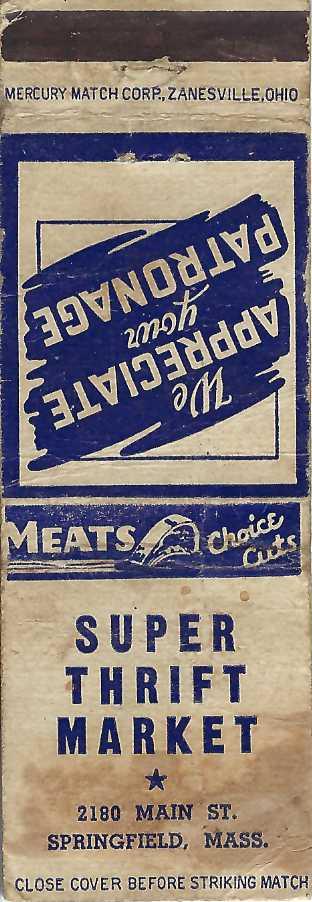 MERCURY MATCH CORP., ZANESVILLE, OHIO
We
APPRECIATE
your
PATRONAGE
MEATS Choice
Cuts
SUPER
THRIFT
MARKET
★
2180 MAIN ST.
SPRINGFIELD, MASS.
CLOSE COVER BEFORE STRIKING MATCH